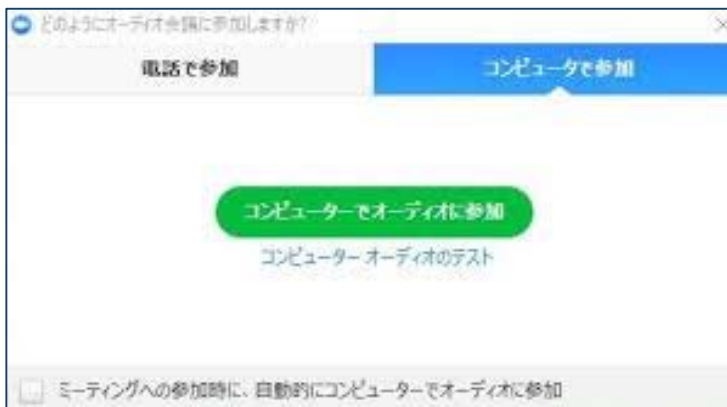 どのようにオーディオ会議に参加しますか?
電話で参加
コンピュータで参加
コンピューターでオーディオに参加
コンピューター オーディオのテスト
ミーティングへの参加時に、自動的にコンピューターでオーディオに参加